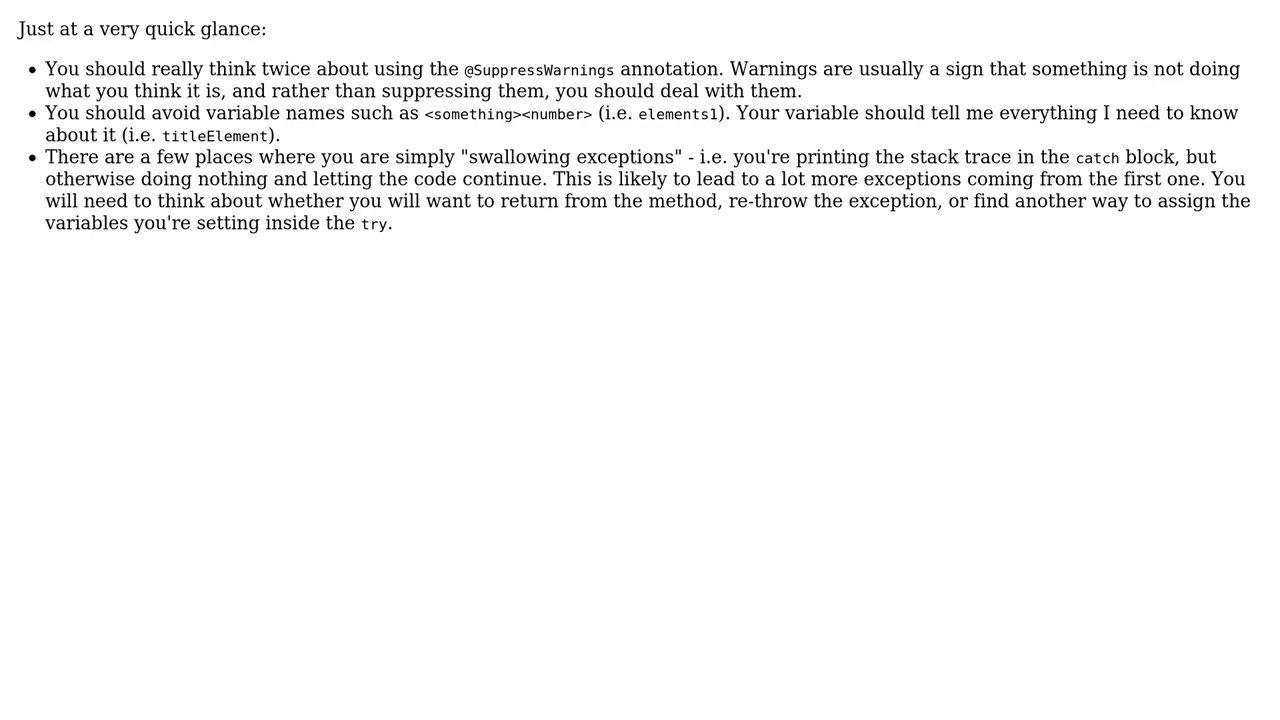 Just at a very quick glance:
• You should really think twice about using the @SuppressWarnings annotation. Warnings are usually a sign that something is not doing
what you think it is, and rather than suppressing them, you should deal with them.
• You should avoid variable names such as <something><number> (i.e. elements1). Your variable should tell me everything I need to know
about it (i.e. titleElement).
• There are a few places where you are simply "swallowing exceptions" - i.e. you're printing the stack trace in the catch block, but
otherwise doing nothing and letting the code continue. This is likely to lead to a lot more exceptions coming from the first one. You
will need to think about whether you will want to return from the method, re-throw the exception, or find another way to assign the
variables you're setting inside the try.